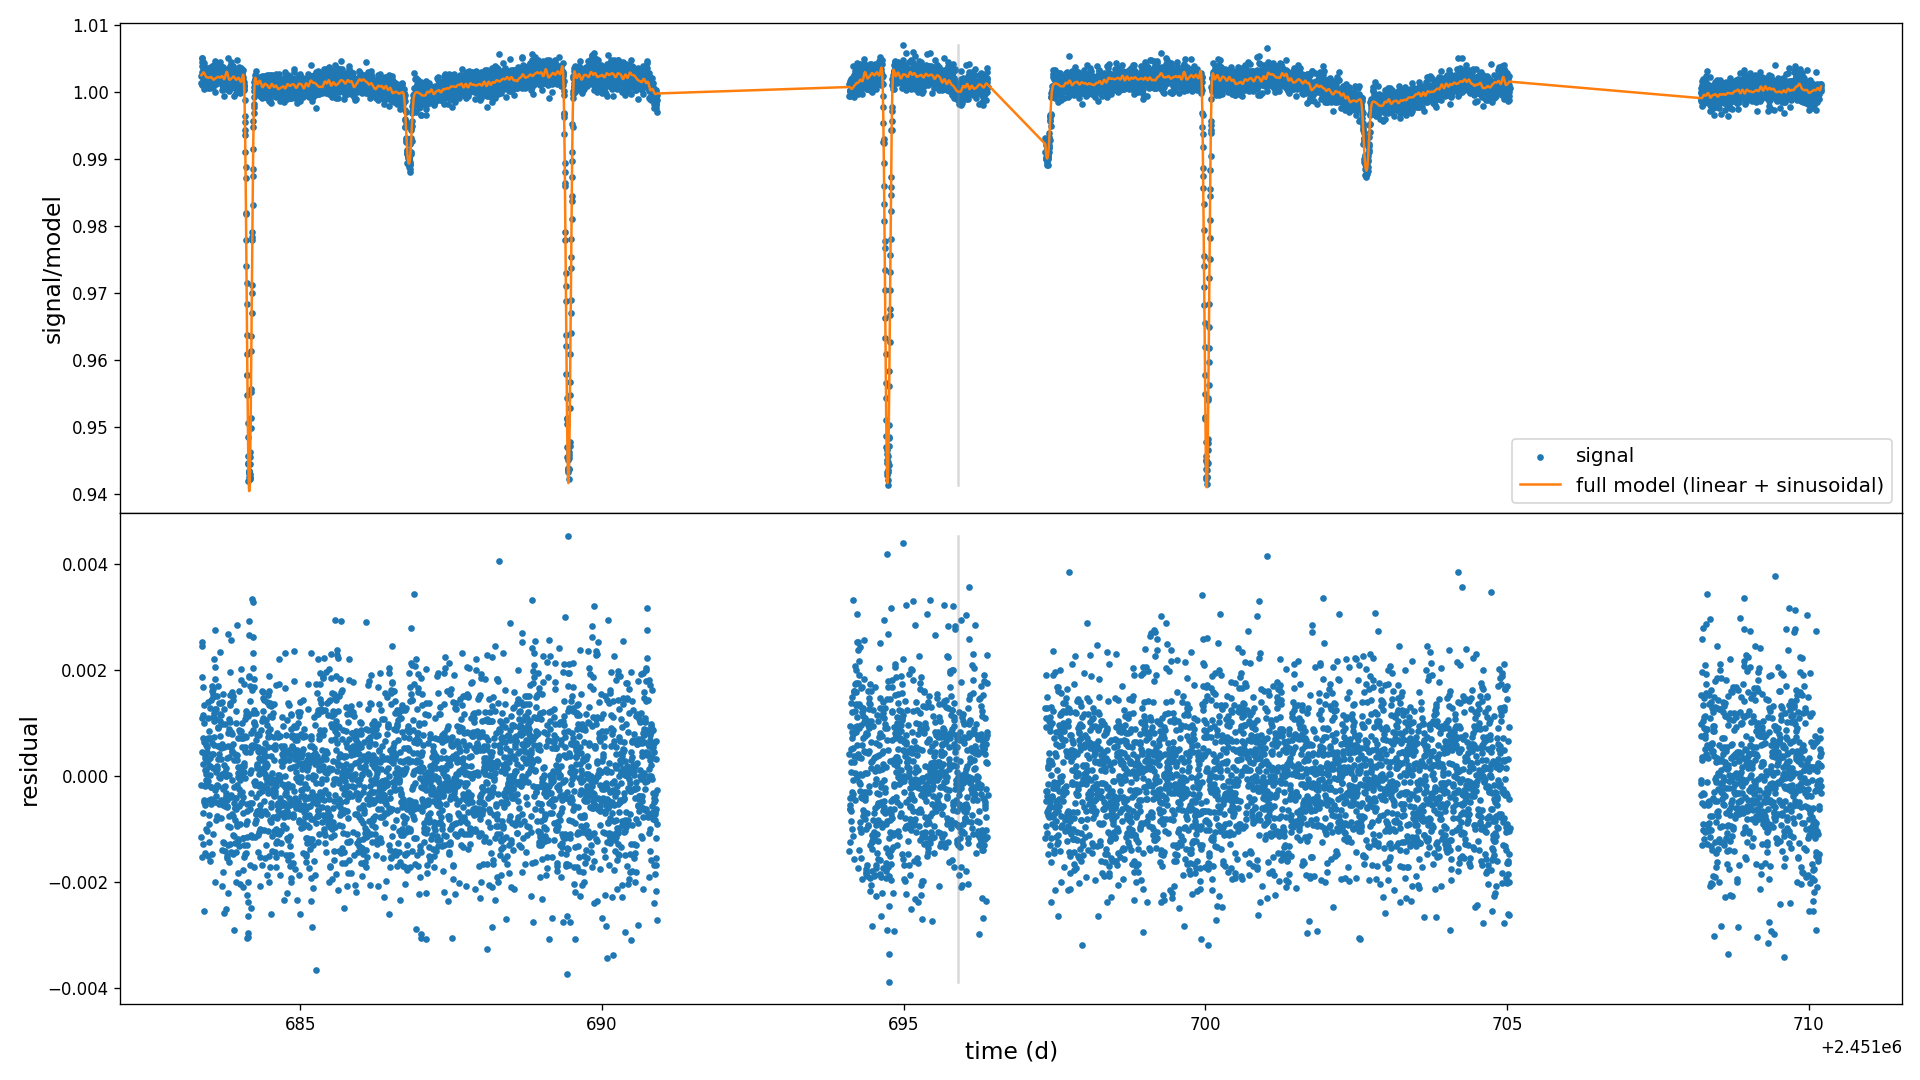 1.01
1.00
0.99
0.98
0.97
0.96
0.95
0.94
signal/model
signal
full model (linear + sinusoidal)
0.004
0.002
0.000
−0.002
−0.004
residual
685 690 695 700 705 710
time (d)
+2.451e6